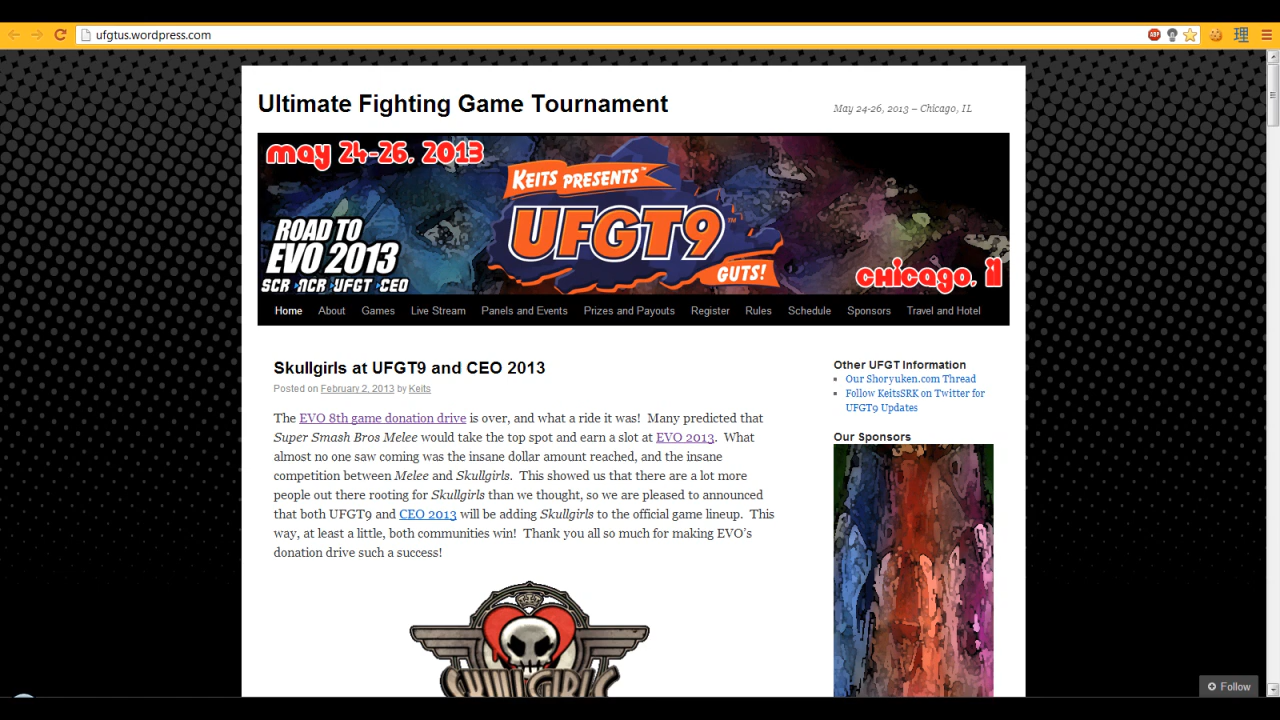 ufgtus.wordpress.com
ABP
理
Ultimate Fighting Game Tournament
May 24-26, 2013 – Chicago, IL
may 24-26, 2013
KEITS PRESENTS™
UFGT9™
GUTS!
ROAD TO
EVO 2013
SCR NCR UFGT CEO
chicago, il
Home About Games Live Stream Panels and Events Prizes and Payouts Register Rules Schedule Sponsors Travel and Hotel
Skullgirls at UFGT9 and CEO 2013
Posted on February 2, 2013 by Keits
The EVO 8th game donation drive is over, and what a ride it was!  Many predicted that
Super Smash Bros Melee would take the top spot and earn a slot at EVO 2013.  What
almost no one saw coming was the insane dollar amount reached, and the insane
competition between Melee and Skullgirls.  This showed us that there are a lot more
people out there rooting for Skullgirls than we thought, so we are pleased to announced
that both UFGT9 and CEO 2013 will be adding Skullgirls to the official game lineup.  This
way, at least a little, both communities win!  Thank you all so much for making EVO's
donation drive such a success!
SKULLGIRLS
Other UFGT Information
Our Shoryuken.com Thread
Follow KeitsSRK on Twitter for
UFGT9 Updates
Our Sponsors
Follow